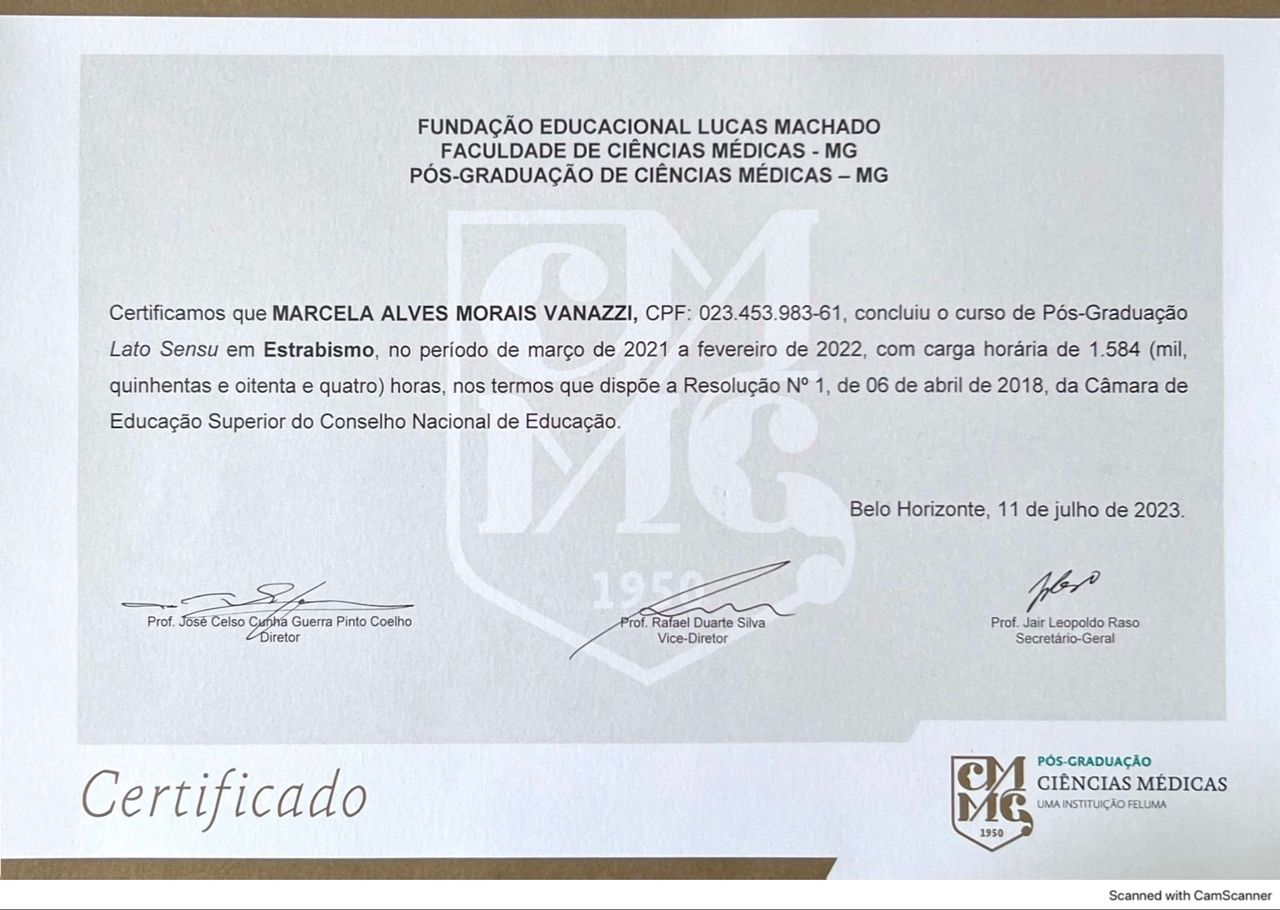 FUNDAÇÃO EDUCACIONAL LUCAS MACHADO
FACULDADE DE CIÊNCIAS MÉDICAS - MG
PÓS-GRADUAÇÃO DE CIÊNCIAS MÉDICAS – MG
Certificamos que MARCELA ALVES MORAIS VANAZZI, CPF: 023.453.983-61, concluiu o curso de Pós-Graduação
Lato Sensu em Estrabismo, no período de março de 2021 a fevereiro de 2022, com carga horária de 1.584 (mil,
quinhentas e oitenta e quatro) horas, nos termos que dispõe a Resolução Nº 1, de 06 de abril de 2018, da Câmara de
Educação Superior do Conselho Nacional de Educação.
Belo Horizonte, 11 de julho de 2023.
CM
MG
1950
Prof. José Celso Cunha Guerra Pinto Coelho
Diretor
Prof. Rafael Duarte Silva
Vice-Diretor
Prof. Jair Leopoldo Raso
Secretário-Geral
Certificado
CM
MG
1950
PÓS-GRADUAÇÃO
CIÊNCIAS MÉDICAS
UMA INSTITUIÇÃO FELUMA
Scanned with CamScanner